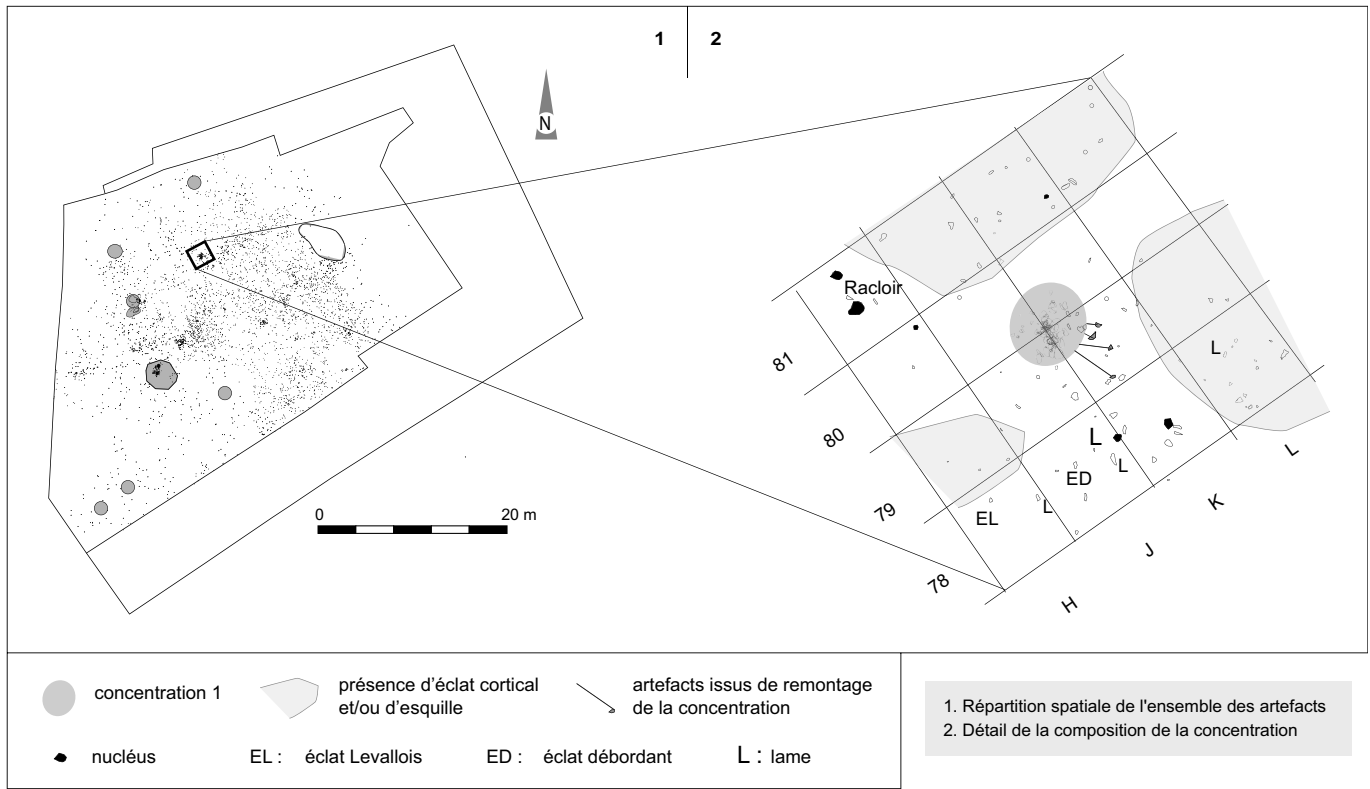 1
2
N
0
20 m
Racloir
81
80
79
78
H
J
K
L
L
L
L
L
ED
EL
concentration 1
présence d'éclat cortical
et/ou d'esquille
artefacts issus de remontage
de la concentration
nucléus
EL : éclat Levallois
ED : éclat débordant
L : lame
1. Répartition spatiale de l'ensemble des artefacts
2. Détail de la composition de la concentration